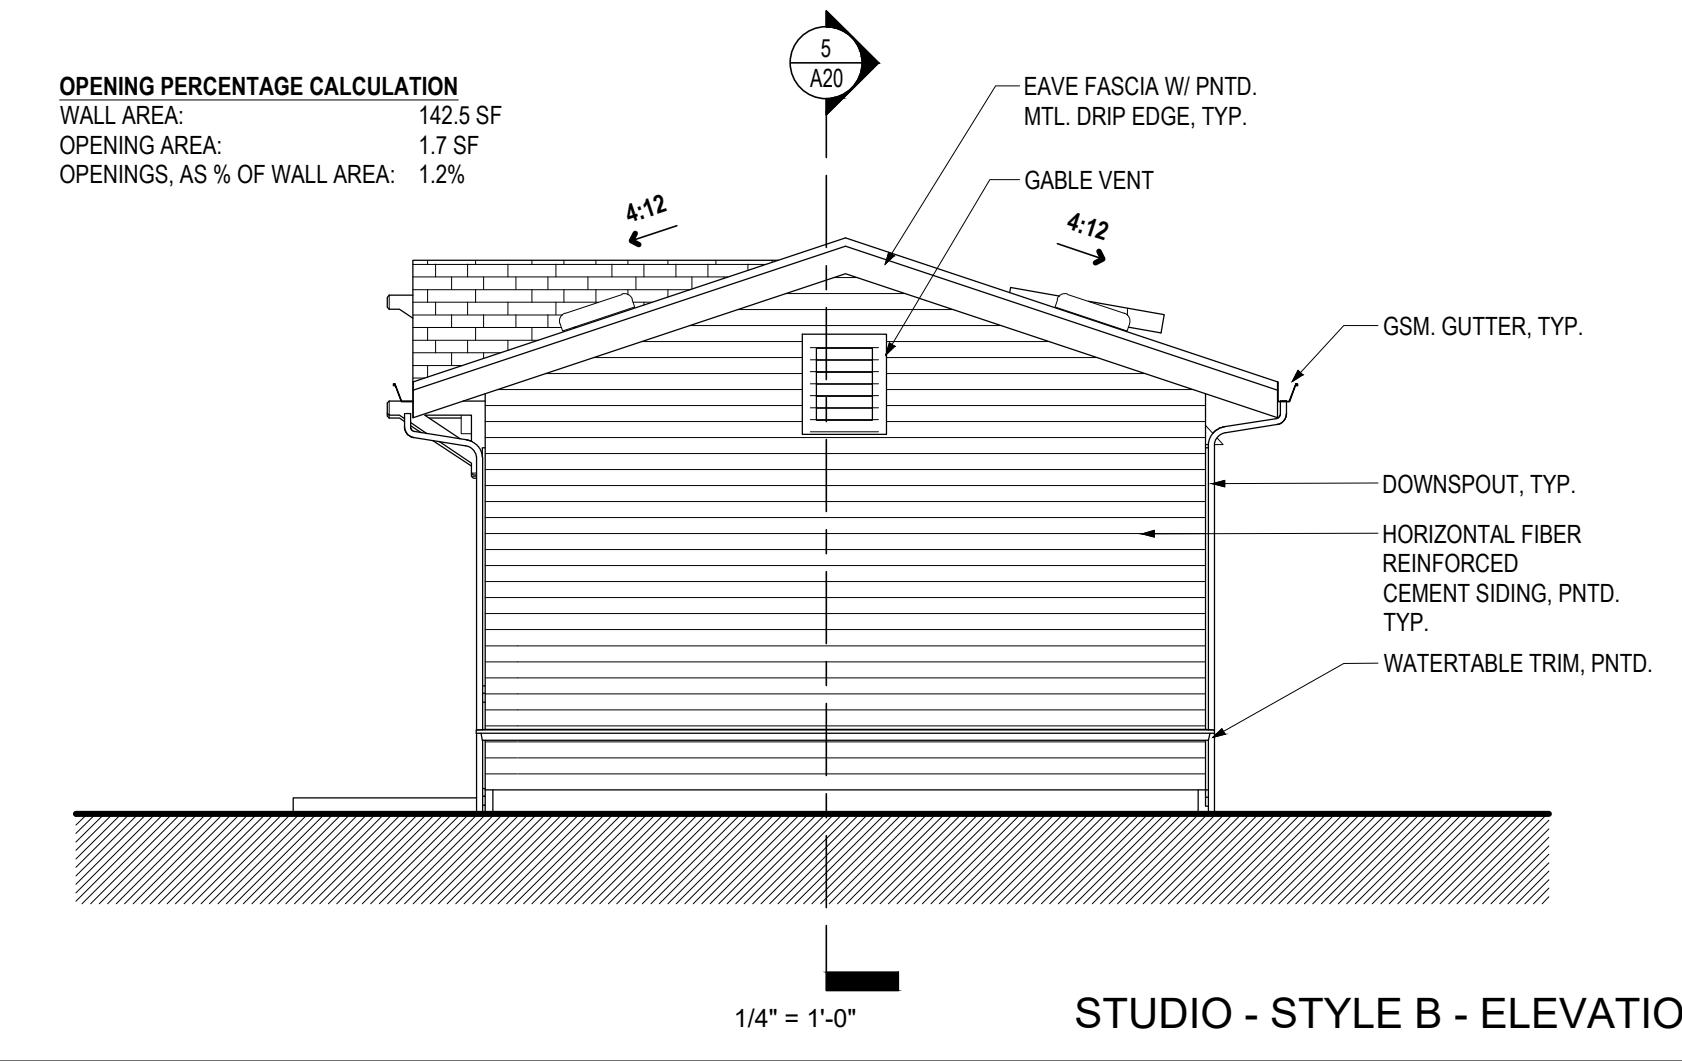 5
A20
OPENING PERCENTAGE CALCULATION
WALL AREA: 142.5 SF
OPENING AREA: 1.7 SF
OPENINGS, AS % OF WALL AREA: 1.2%
EAVE FASCIA W/ PNTD.
MTL. DRIP EDGE, TYP.
GABLE VENT
4:12
4:12
GSM. GUTTER, TYP.
DOWNSPOUT, TYP.
HORIZONTAL FIBER
REINFORCED
CEMENT SIDING, PNTD.
TYP.
WATERTABLE TRIM, PNTD.
1/4" = 1'-0"
STUDIO - STYLE B - ELEVATIO